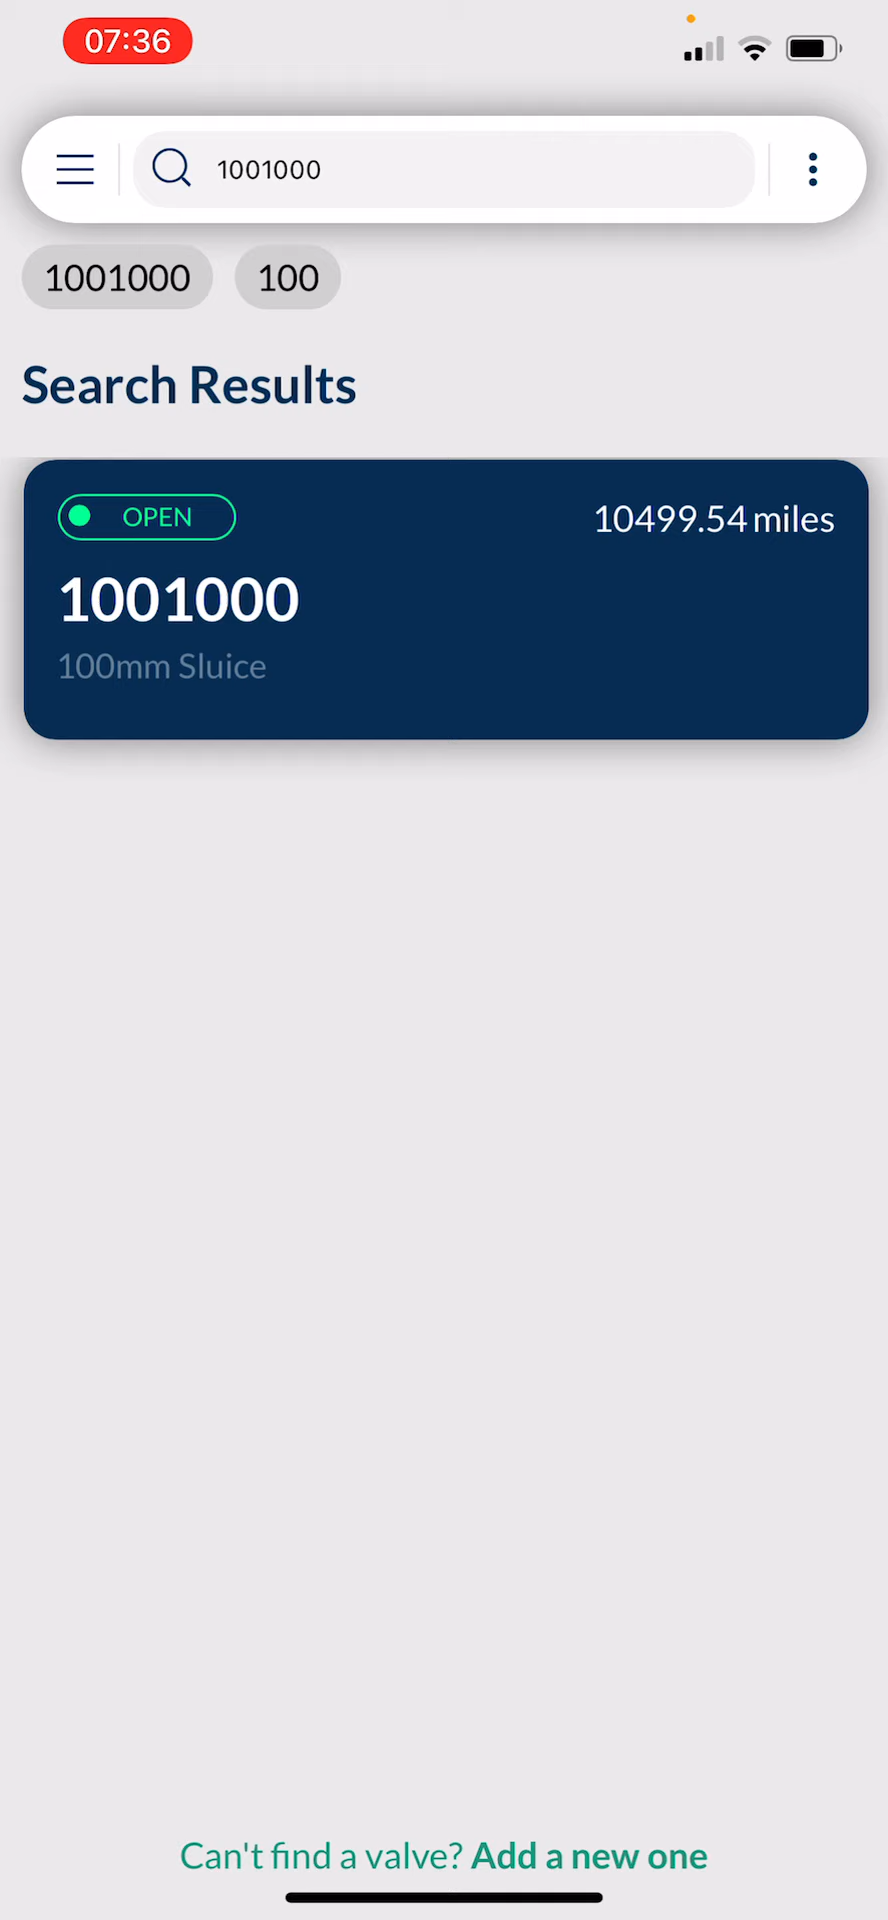 07:36
1001000
1001000 100
Search Results
OPEN 10499.54 miles
1001000
100mm Sluice
Can't find a valve? Add a new one